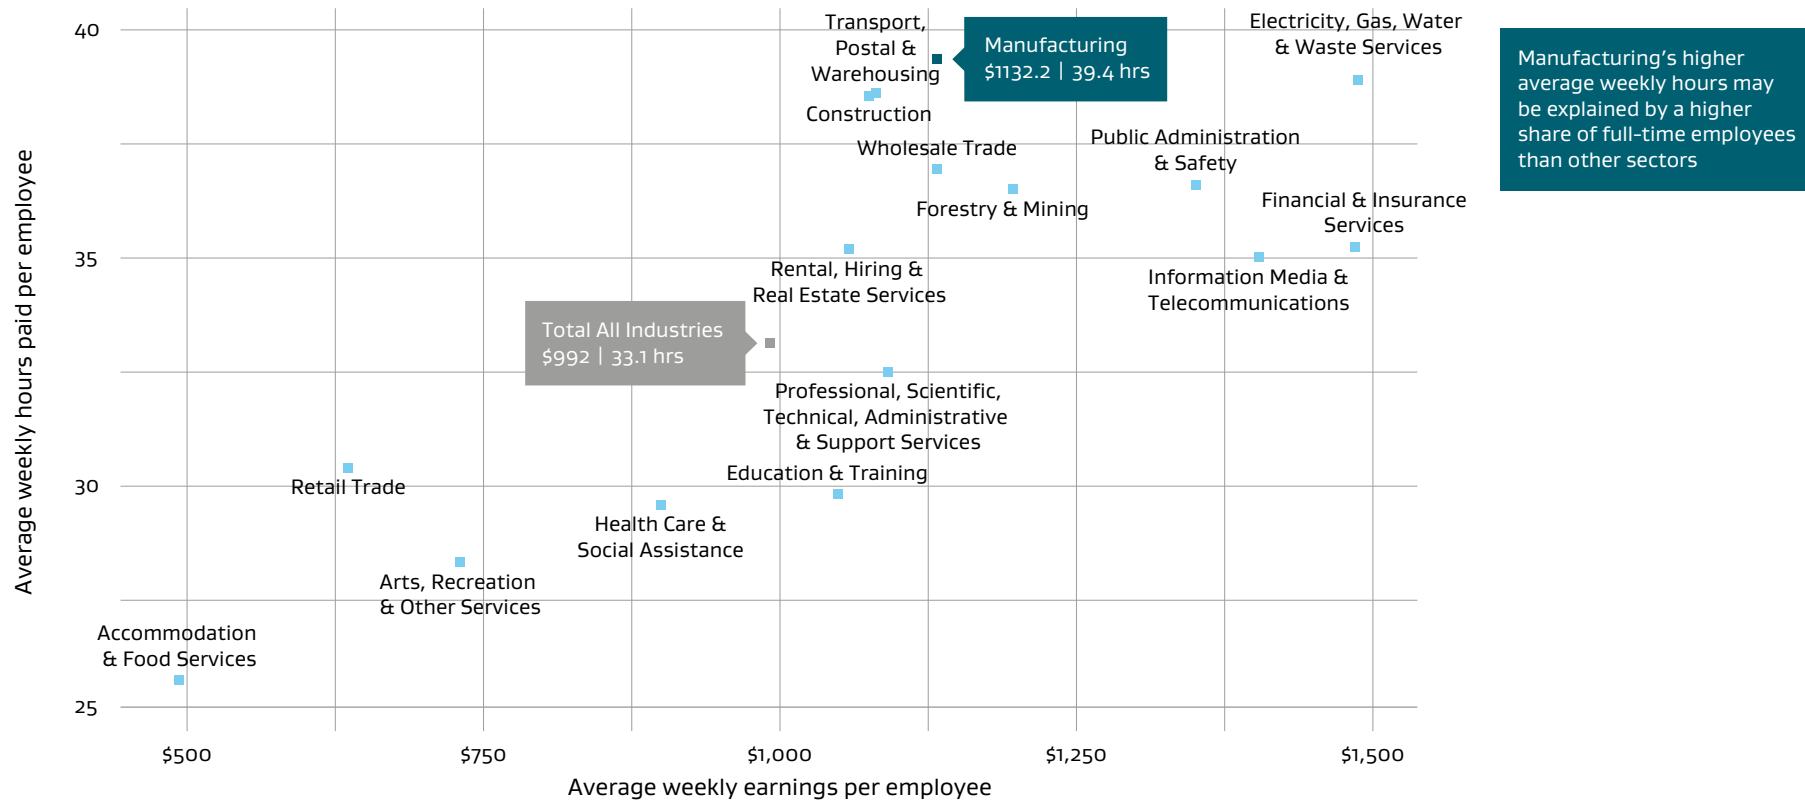 Average weekly hours paid per employee
40
35
30
25
Transport,
Postal &
Warehousing
Construction
Manufacturing
$1132.2 | 39.4 hrs
Electricity, Gas, Water
& Waste Services
Manufacturing's higher
average weekly hours may
be explained by a higher
share of full-time employees
than other sectors
Wholesale Trade
Public Administration
& Safety
Forestry & Mining
Financial & Insurance
Services
Rental, Hiring &
Real Estate Services
Information Media &
Telecommunications
Total All Industries
$992 | 33.1 hrs
Professional, Scientific,
Technical, Administrative
& Support Services
Education & Training
Retail Trade
Health Care &
Social Assistance
Arts, Recreation
& Other Services
Accommodation
& Food Services
$500
$750
$1,000
$1,250
$1,500
Average weekly earnings per employee